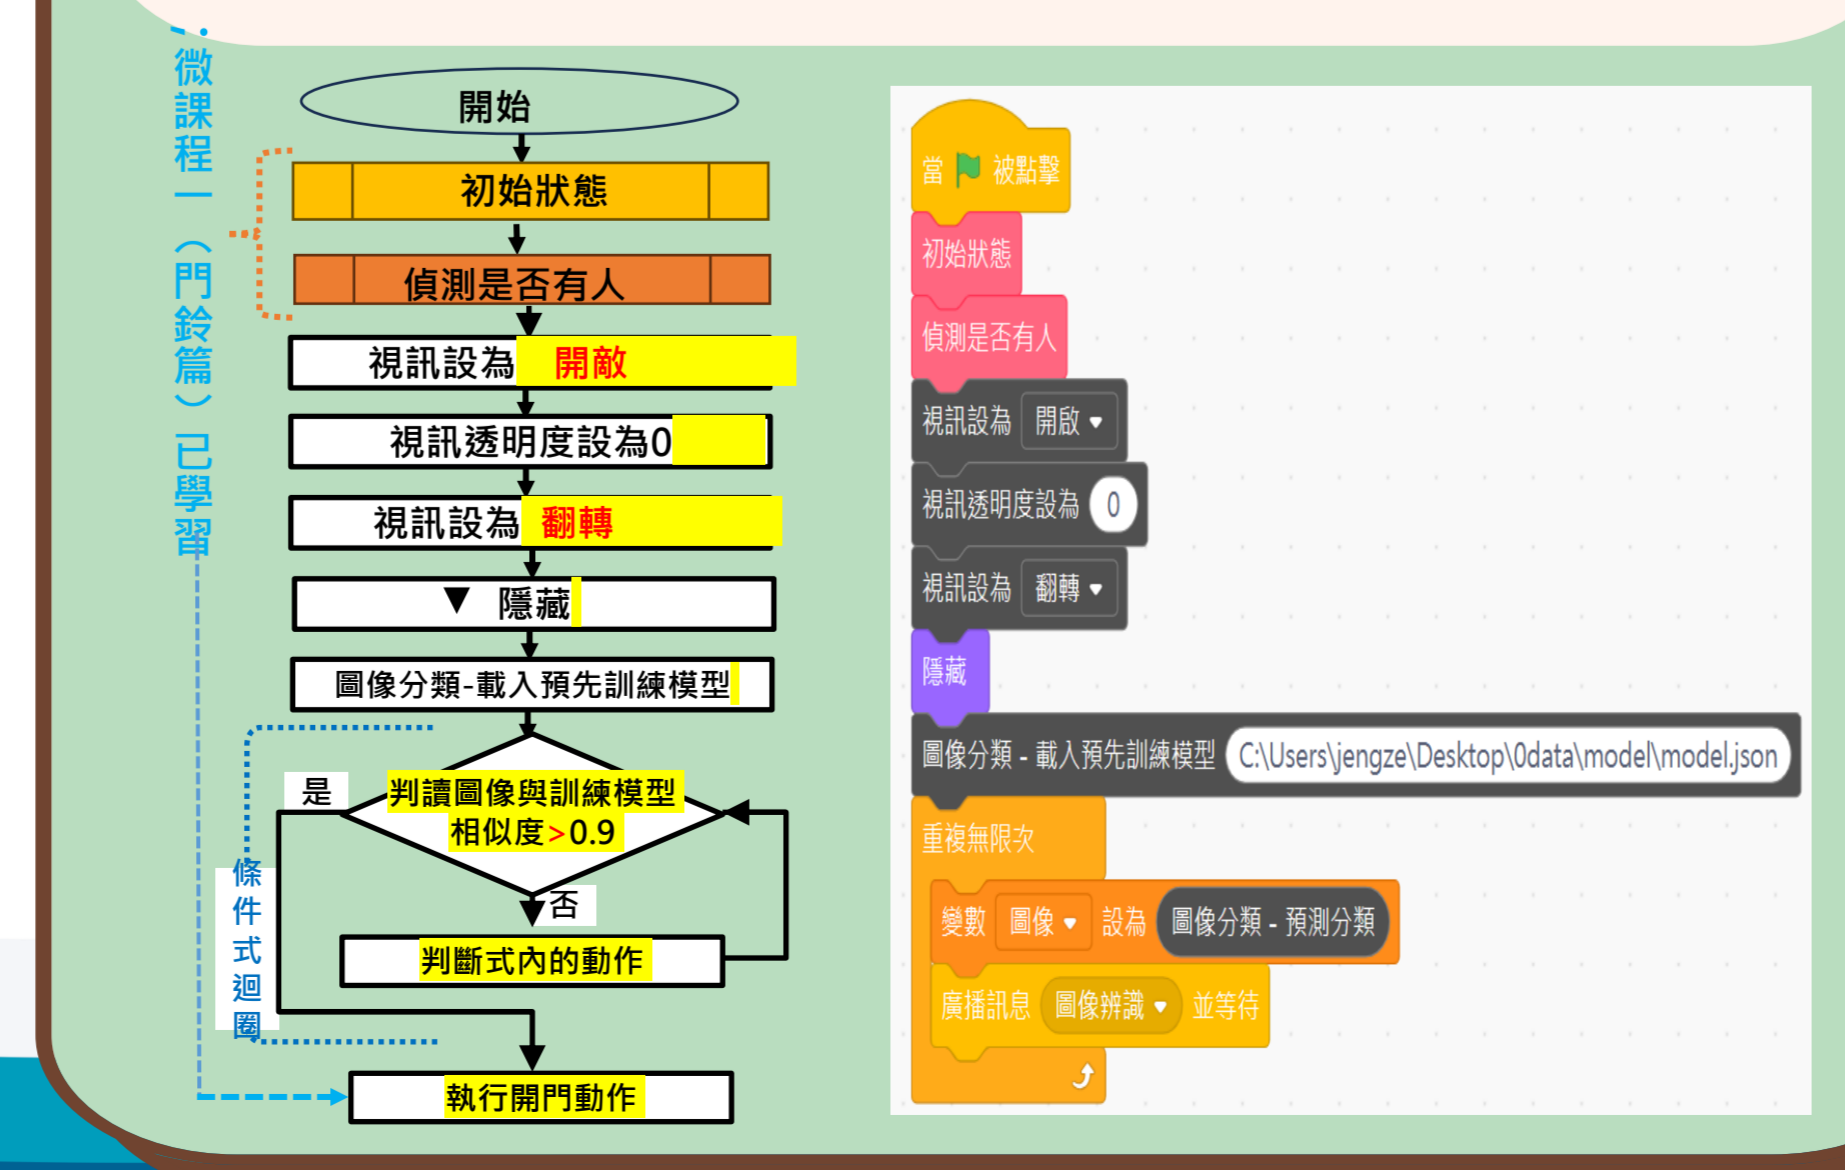 微課程一（門鈴篇）已學習
開始
初始狀態
偵測是否有人
視訊設為 開敵
視訊透明度設為0
視訊設為 翻轉
▼ 隱藏
圖像分類-載入預先訓練模型
是
判讀圖像與訓練模型
相似度>0.9
否
條件式迴圈
判斷式內的動作
執行開門動作
當 被點擊
初始狀態
偵測是否有人
視訊設為 開啟
視訊透明度設為 0
視訊設為 翻轉
隱藏
圖像分類 - 載入預先訓練模型 C:\Users\jengze\Desktop\0data\model\model.json
重複無限次
變數 圖像 設為 圖像分類 - 預測分類
廣播訊息 圖像辨識 並等待